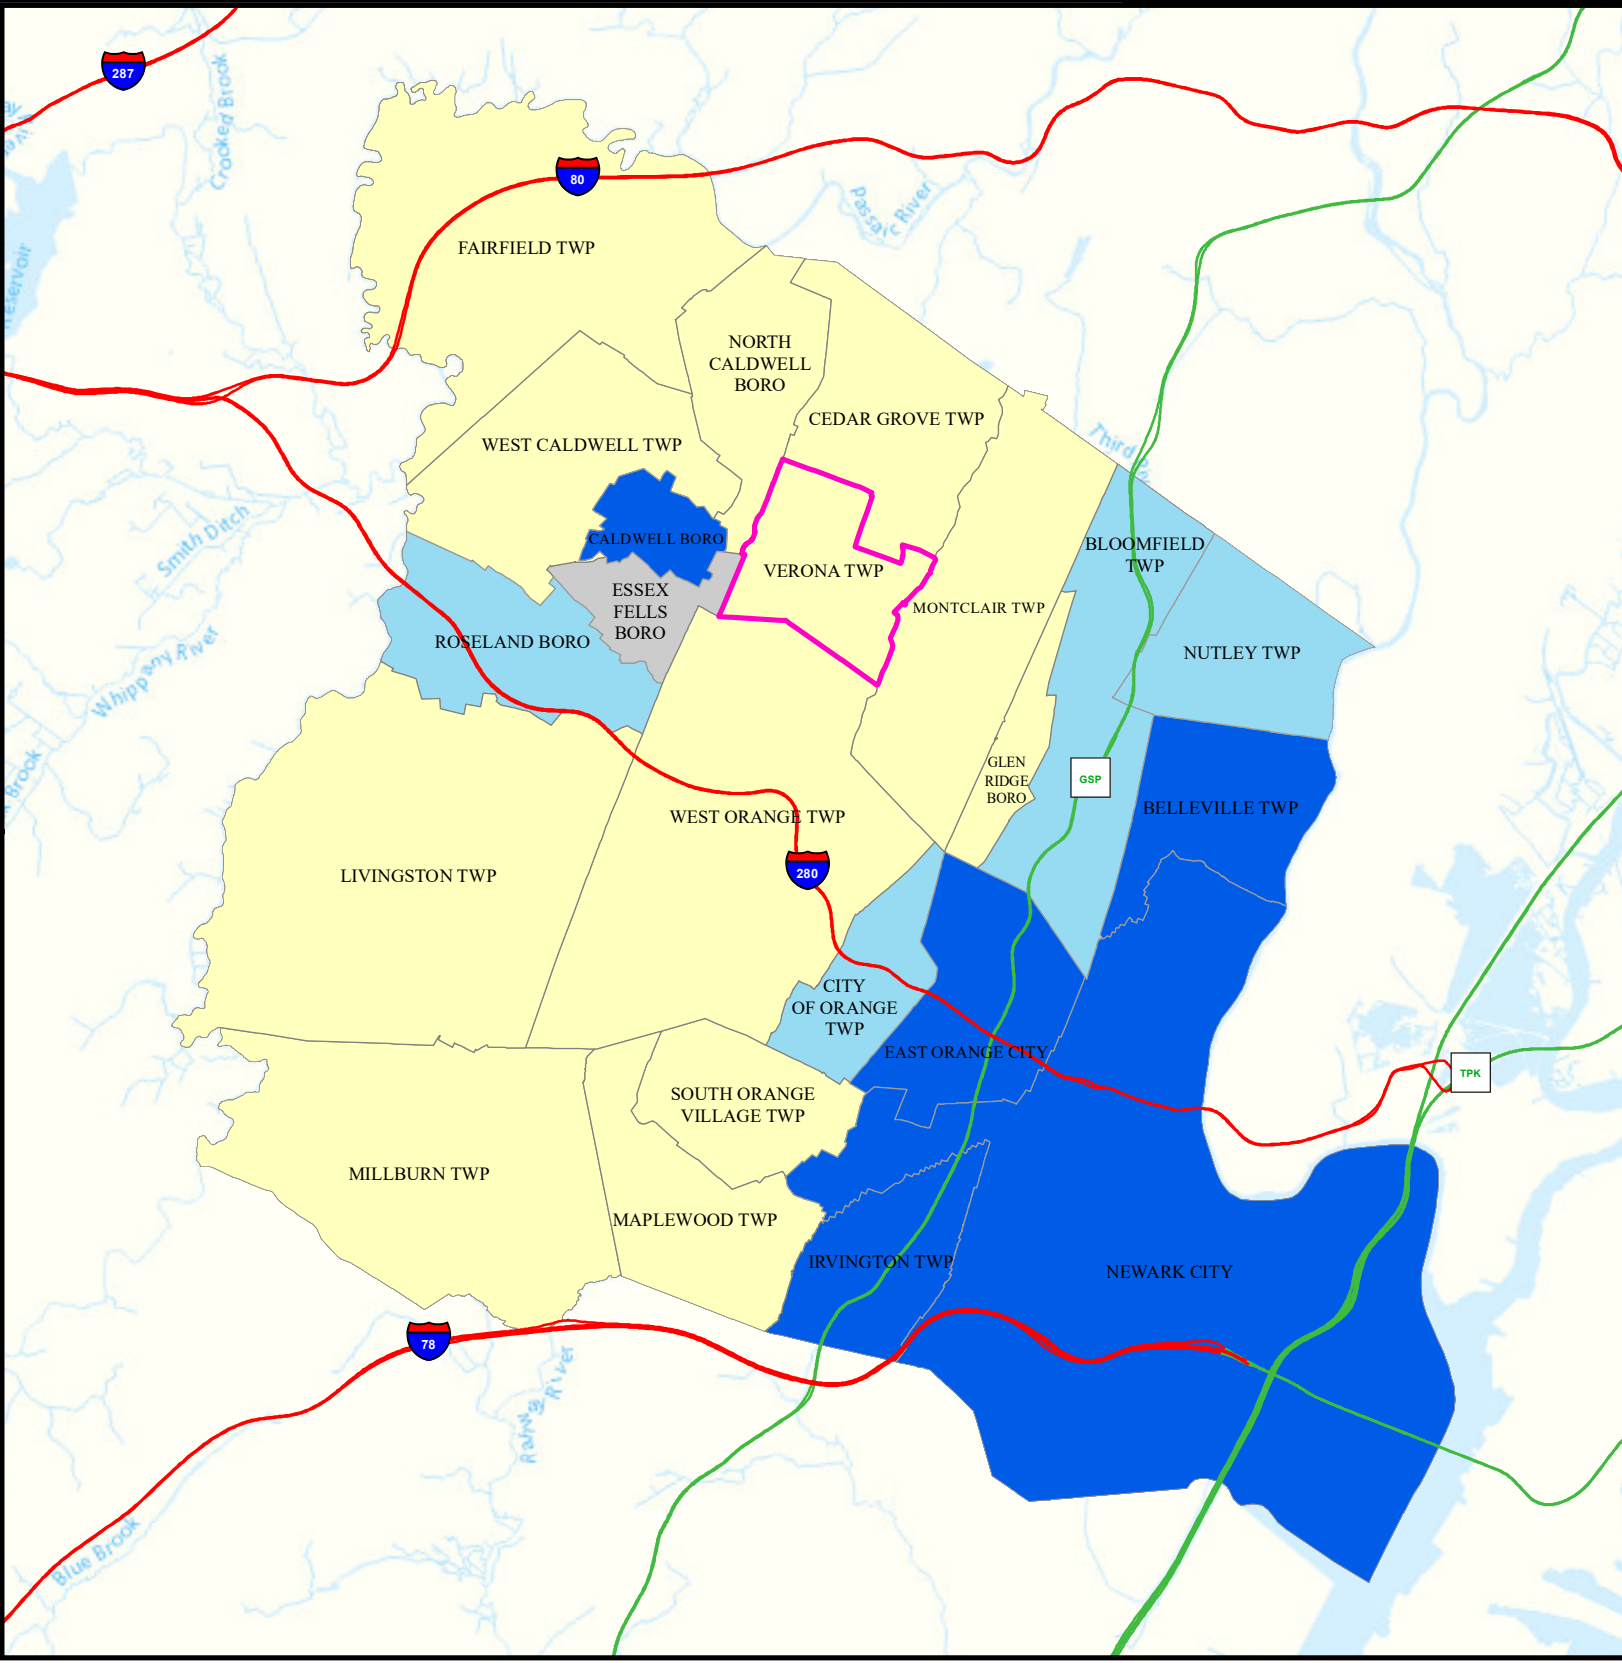 287
Crooked Brook
80
Passaic River
FAIRFIELD TWP
Reservoir
NORTH
CALDWELL
BORO
CEDAR GROVE TWP
WEST CALDWELL TWP
Third
Smith Ditch
CALDWELL BORO
BLOOMFIELD
TWP
VERONA TWP
ESSEX
FELLS
BORO
MONTCLAIR TWP
ROSELAND BORO
NUTLEY TWP
Whippany River
GLEN
RIDGE
BORO
GSP
Brook
BELLEVILLE TWP
WEST ORANGE TWP
280
LIVINGSTON TWP
CITY
OF ORANGE
TWP
EAST ORANGE CITY
TPK
SOUTH ORANGE
VILLAGE TWP
MILLBURN TWP
MAPLEWOOD TWP
IRVINGTON TWP
NEWARK CITY
78
Rahway River
Blue Brook